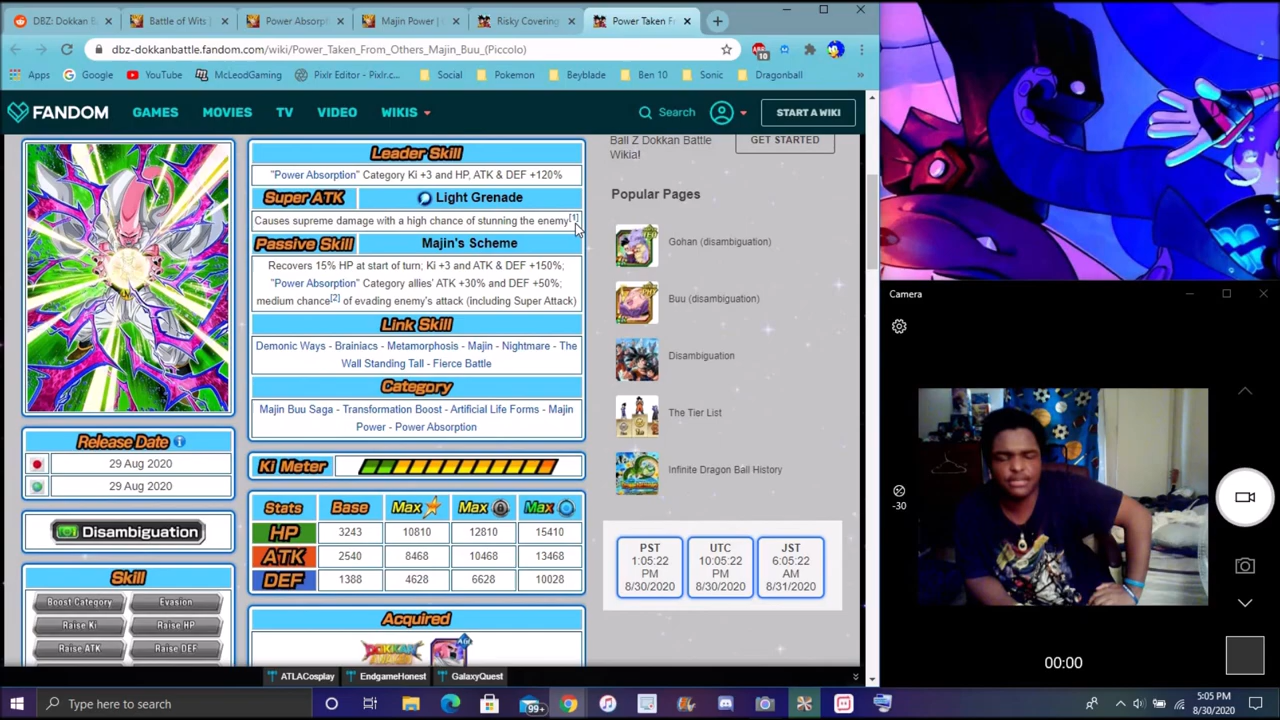 DBZ: Dokkan B
Battle of Wits
Power Absorpt
Majin Power |
Risky Covering
Power Taken F
dbz-dokkanbattle.fandom.com/wiki/Power_Taken_From_Others_Majin_Buu_(Piccolo)
10
Apps
Google
YouTube
McLeodGaming
Pixlr Editor - Pixlr.c...
Social
Pokemon
Beyblade
Ben 10
Sonic
Dragonball
»
FANDOM
GAMES
MOVIES
TV
VIDEO
WIKIS
Search
START A WIKI
Leader Skill
"Power Absorption" Category Ki +3 and HP, ATK & DEF +120%
Super ATK
Light Grenade
Causes supreme damage with a high chance of stunning the enemy[1]
Passive Skill
Majin's Scheme
Recovers 15% HP at start of turn; Ki +3 and ATK & DEF +150%;
"Power Absorption" Category allies' ATK +30% and DEF +50%;
medium chance[2] of evading enemy's attack (including Super Attack)
Link Skill
Demonic Ways - Brainiacs - Metamorphosis - Majin - Nightmare - The
Wall Standing Tall - Fierce Battle
Category
Majin Buu Saga - Transformation Boost - Artificial Life Forms - Majin
Power - Power Absorption
Release Date
29 Aug 2020
29 Aug 2020
Disambiguation
Skill
Boost Category
Evasion
Raise Ki
Raise HP
Raise ATK
Raise DEF
Ki Meter
Stats Base Max Max Max
HP 3243 10810 12810 15410
ATK 2540 8468 10468 13468
DEF 1388 4628 6628 10028
Acquired
Ball Z Dokkan Battle
Wikia!
GET STARTED
Popular Pages
Gohan (disambiguation)
Buu (disambiguation)
Disambiguation
The Tier List
Infinite Dragon Ball History
PST
1:05:22
PM
8/30/2020
UTC
10:05:22
PM
8/30/2020
JST
6:05:22
AM
8/31/2020
ATLACosplay
EndgameHonest
GalaxyQuest
Camera
-30
00:00
Type here to search
99+
5:05 PM
8/30/2020